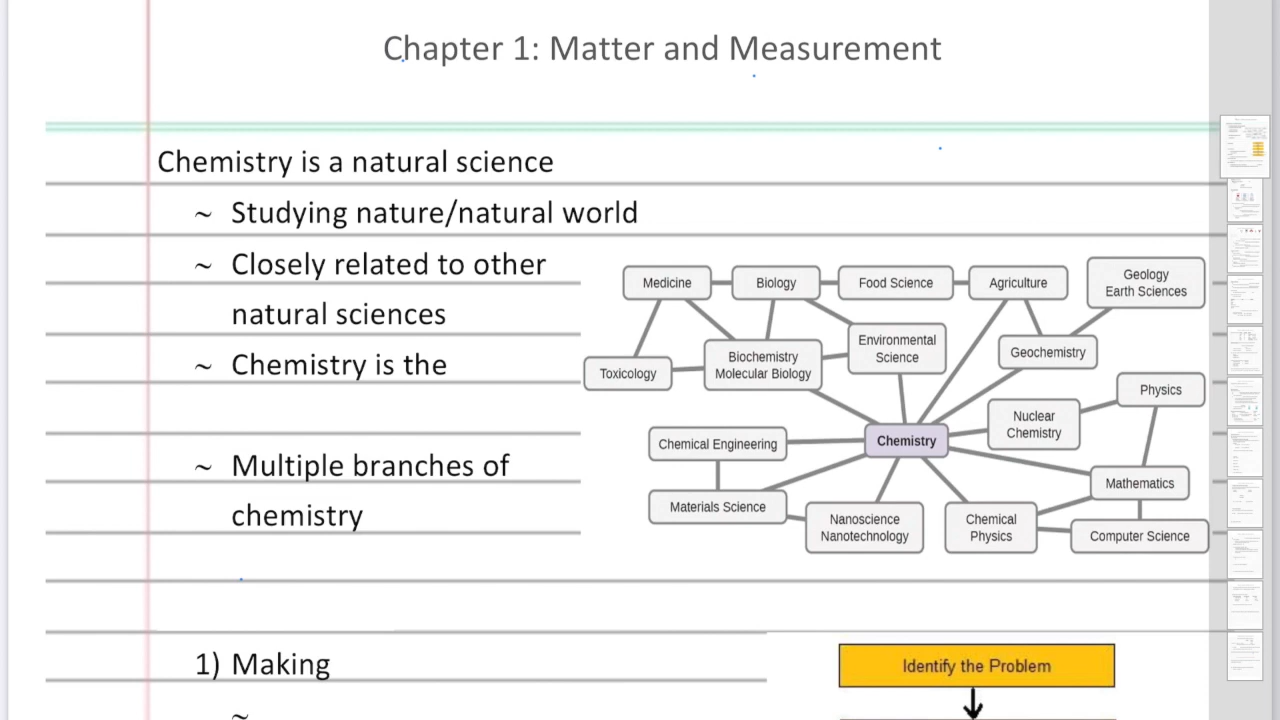 Chapter 1: Matter and Measurement
Chemistry is a natural science
~ Studying nature/natural world
~ Closely related to other
natural sciences
~ Chemistry is the
~ Multiple branches of
chemistry
Medicine
Biology
Food Science
Agriculture
Geology
Earth Sciences
Toxicology
Biochemistry
Molecular Biology
Environmental
Science
Geochemistry
Physics
Chemical Engineering
Chemistry
Nuclear
Chemistry
Materials Science
Nanoscience
Nanotechnology
Chemical
Physics
Mathematics
Computer Science
1) Making
~
Identify the Problem